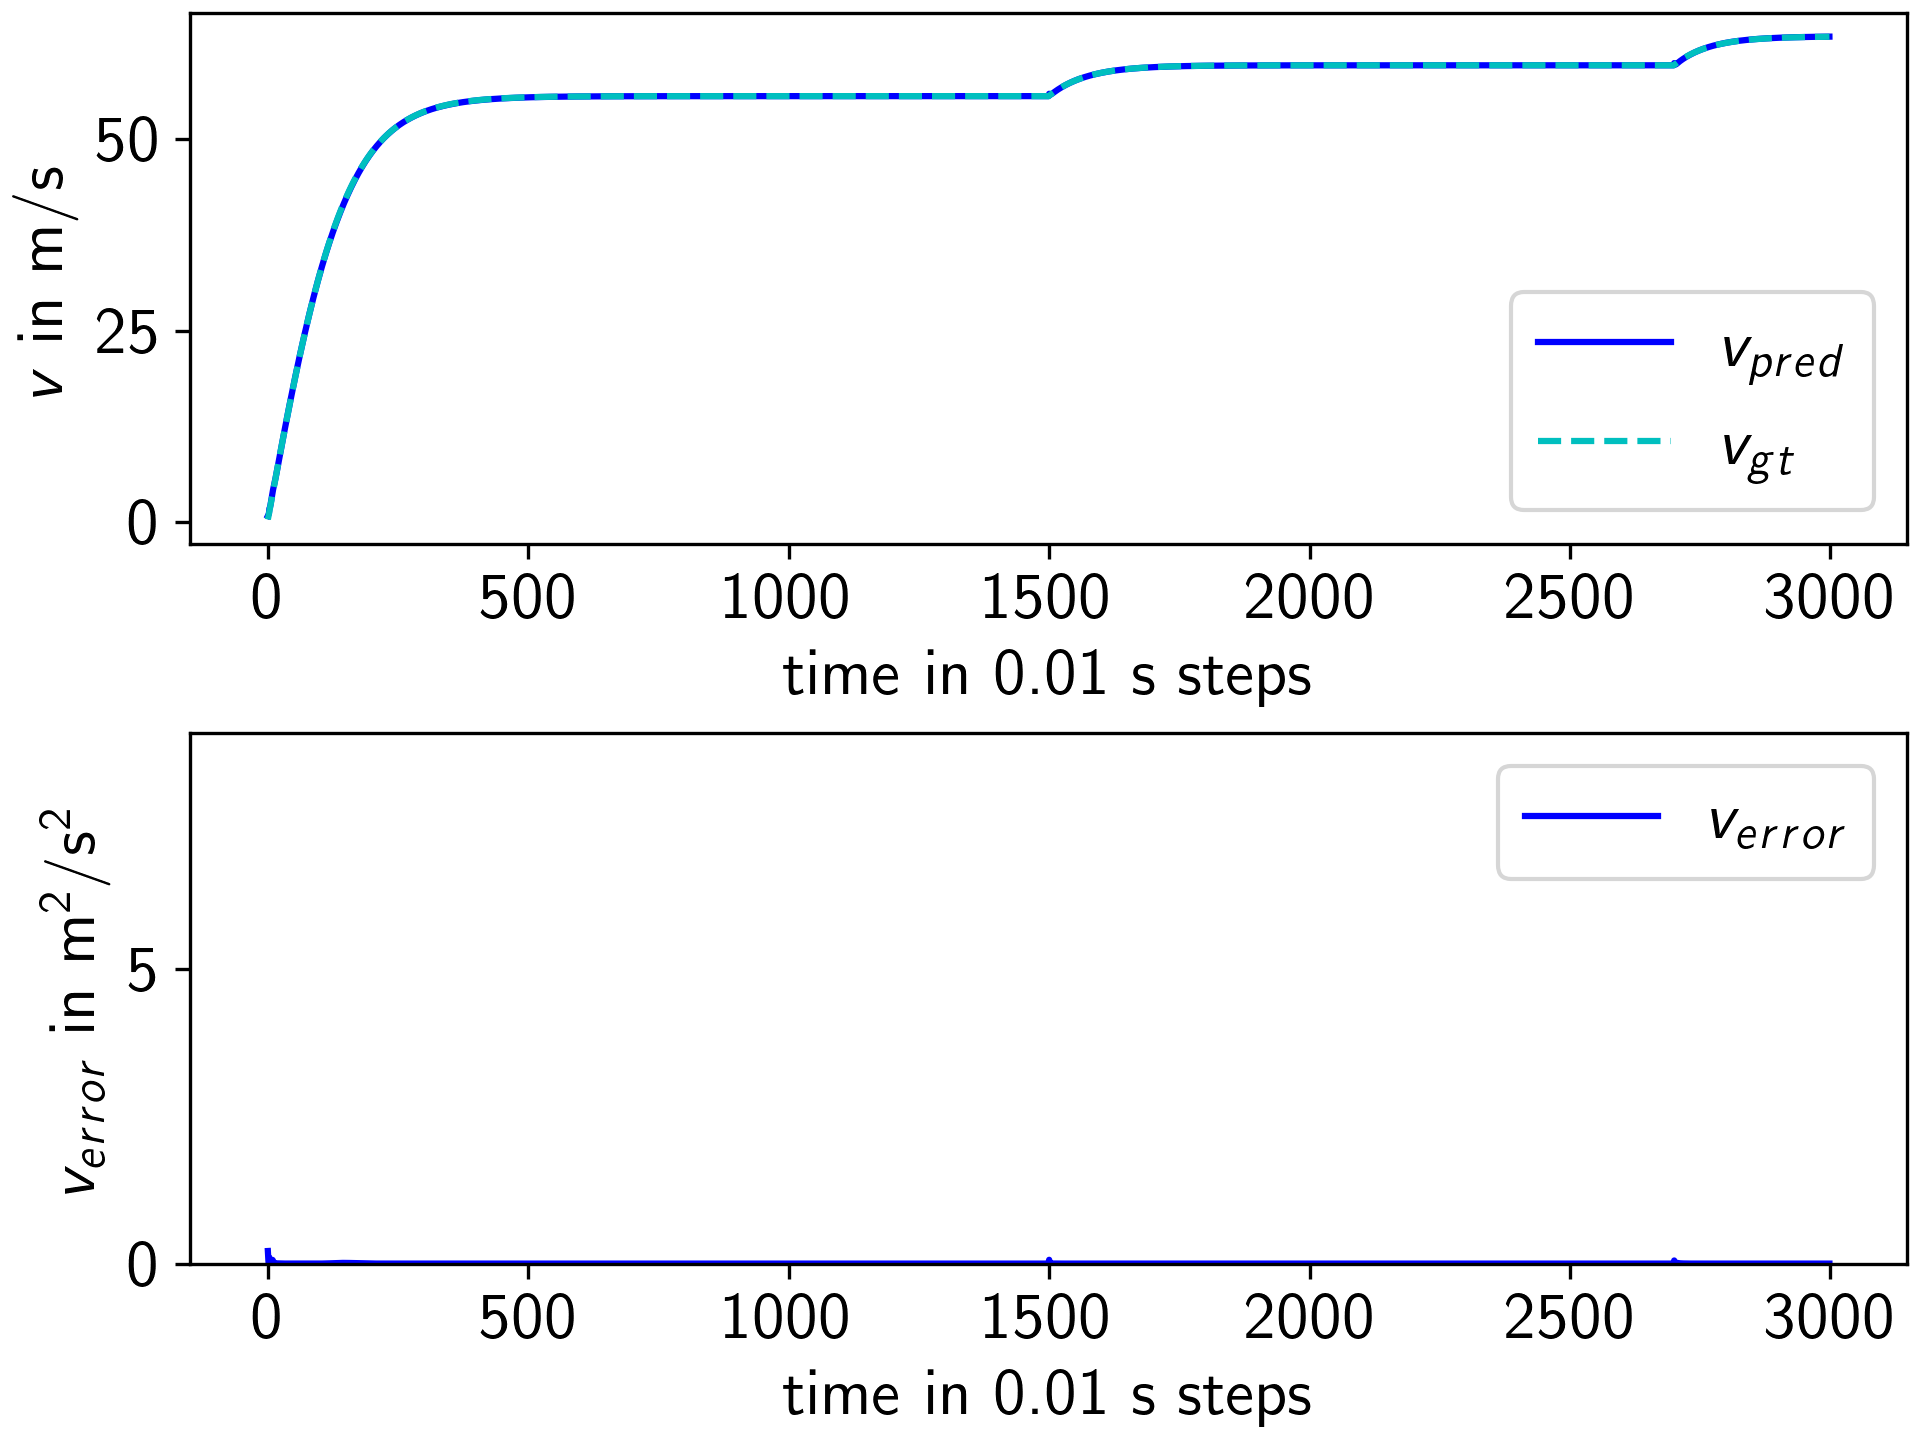 v in m/s
50
25
0
v_pred
v_gt
0 500 1000 1500 2000 2500 3000
time in 0.01 s steps
v_error in m²/s²
5
0
v_error
0 500 1000 1500 2000 2500 3000
time in 0.01 s steps